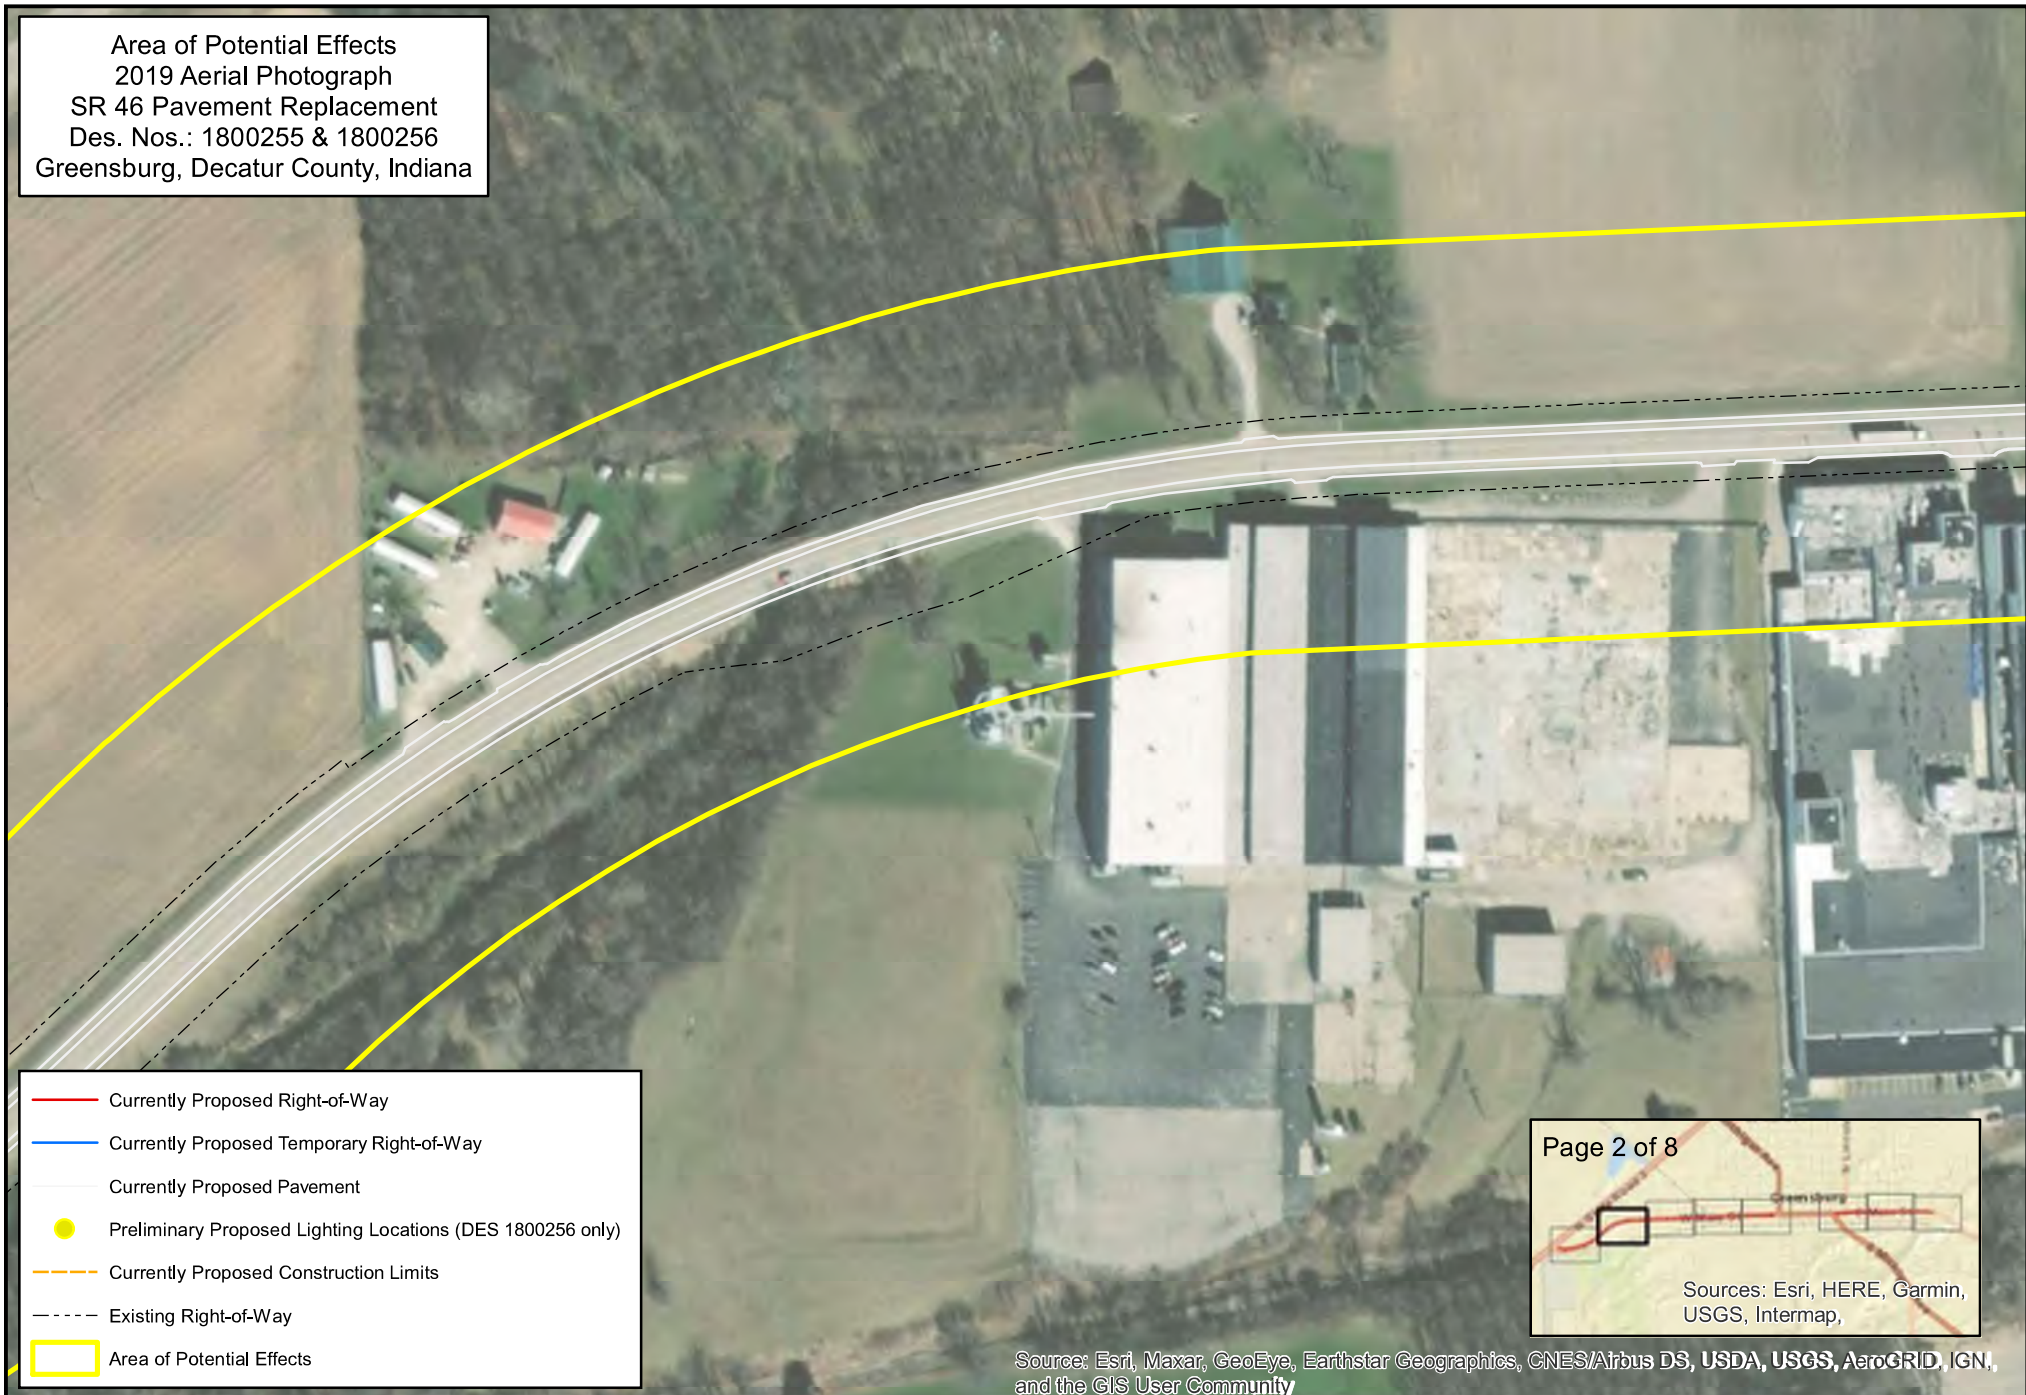 Area of Potential Effects
2019 Aerial Photograph
SR 46 Pavement Replacement
Des. Nos.: 1800255 & 1800256
Greensburg, Decatur County, Indiana
Currently Proposed Right-of-Way
Currently Proposed Temporary Right-of-Way
Currently Proposed Pavement
Preliminary Proposed Lighting Locations (DES 1800256 only)
Currently Proposed Construction Limits
Existing Right-of-Way
Area of Potential Effects
Page 2 of 8
Greensburg
Sources: Esri, HERE, Garmin,
USGS, Intermap,
Source: Esri, Maxar, GeoEye, Earthstar Geographics, CNES/Airbus DS, USDA, USGS, AeroGRID, IGN,
and the GIS User Community